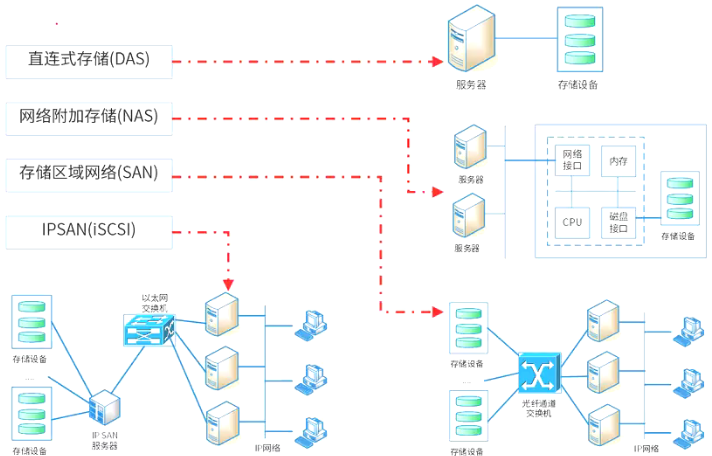 直连式存储(DAS)
网络附加存储(NAS)
存储区域网络(SAN)
IPSAN(iSCSI)
服务器
存储设备
服务器
服务器
网络
接口
内存
CPU
磁盘
接口
存储设备
以太网
交换机
存储设备
....
存储设备
IP SAN
服务器
IP网络
存储设备
....
存储设备
光纤通道
交换机
IP网络